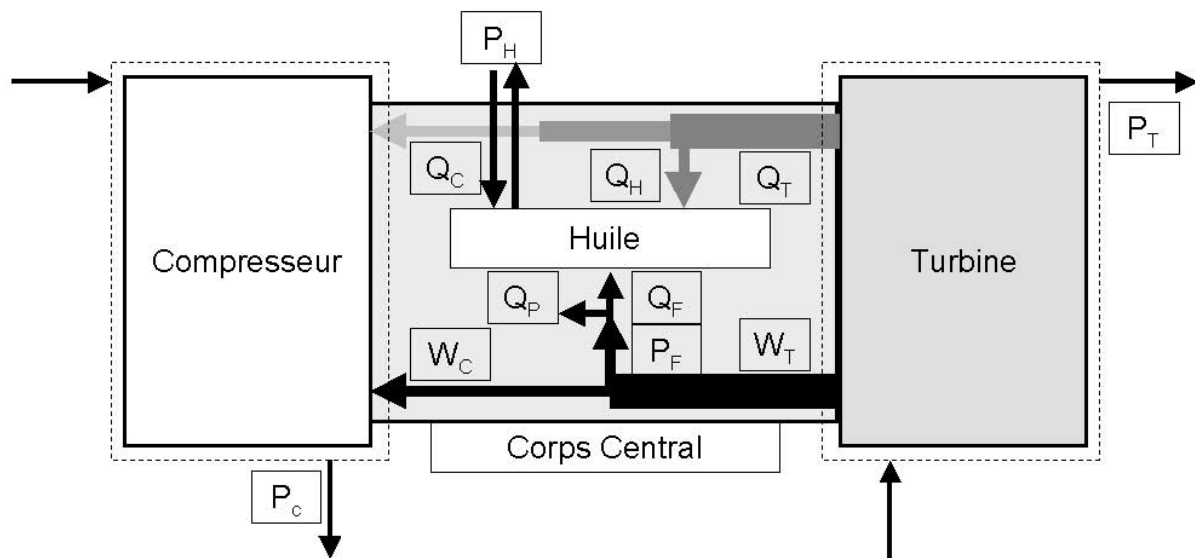 P_H
P_T
Q_C
Q_H
Q_T
Huile
Compresseur
Turbine
Q_P
Q_F
W_C
P_F
W_T
Corps Central
P_c